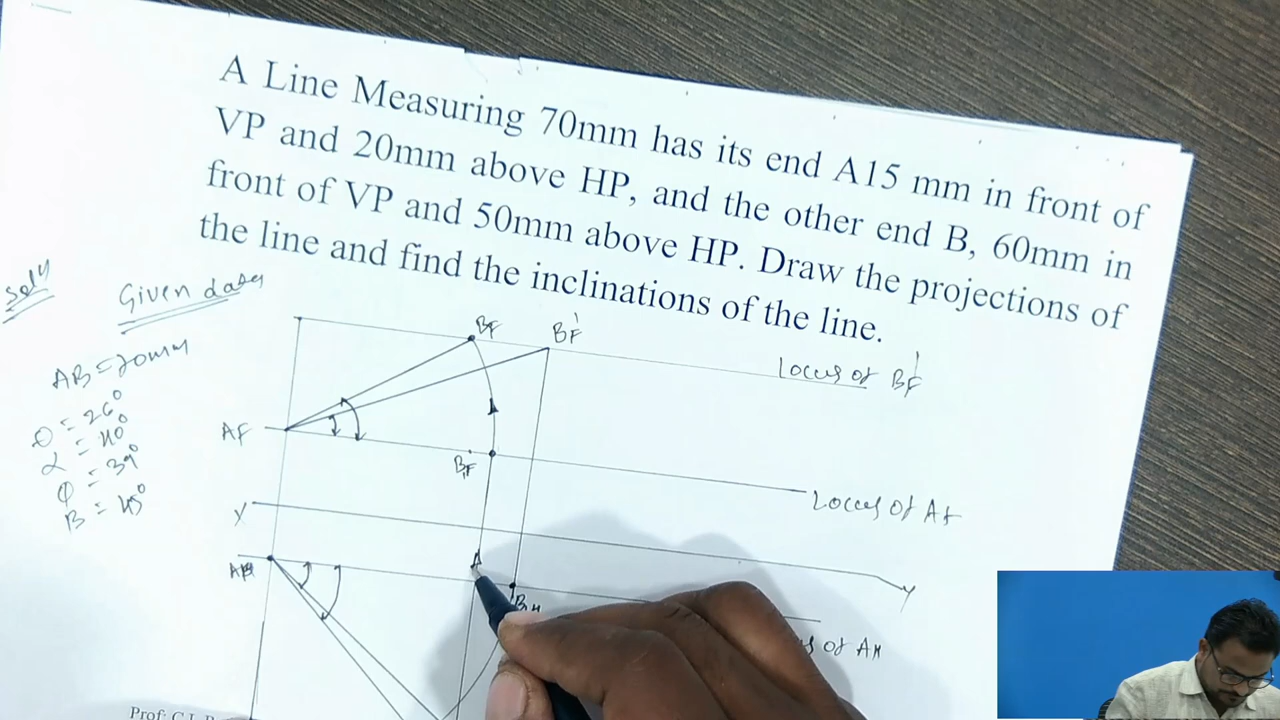 A Line Measuring 70mm has its end A15 mm in front of
VP and 20mm above HP, and the other end B, 60mm in
front of VP and 50mm above HP. Draw the projections of
the line and find the inclinations of the line.
Given data
AB = 70mm
θ = 26°
α = 40°
φ = 39°
β = 45°
BF
BF'
Locus of BF'
AF
Locus of AF
AH
BH
of AH
Prof: